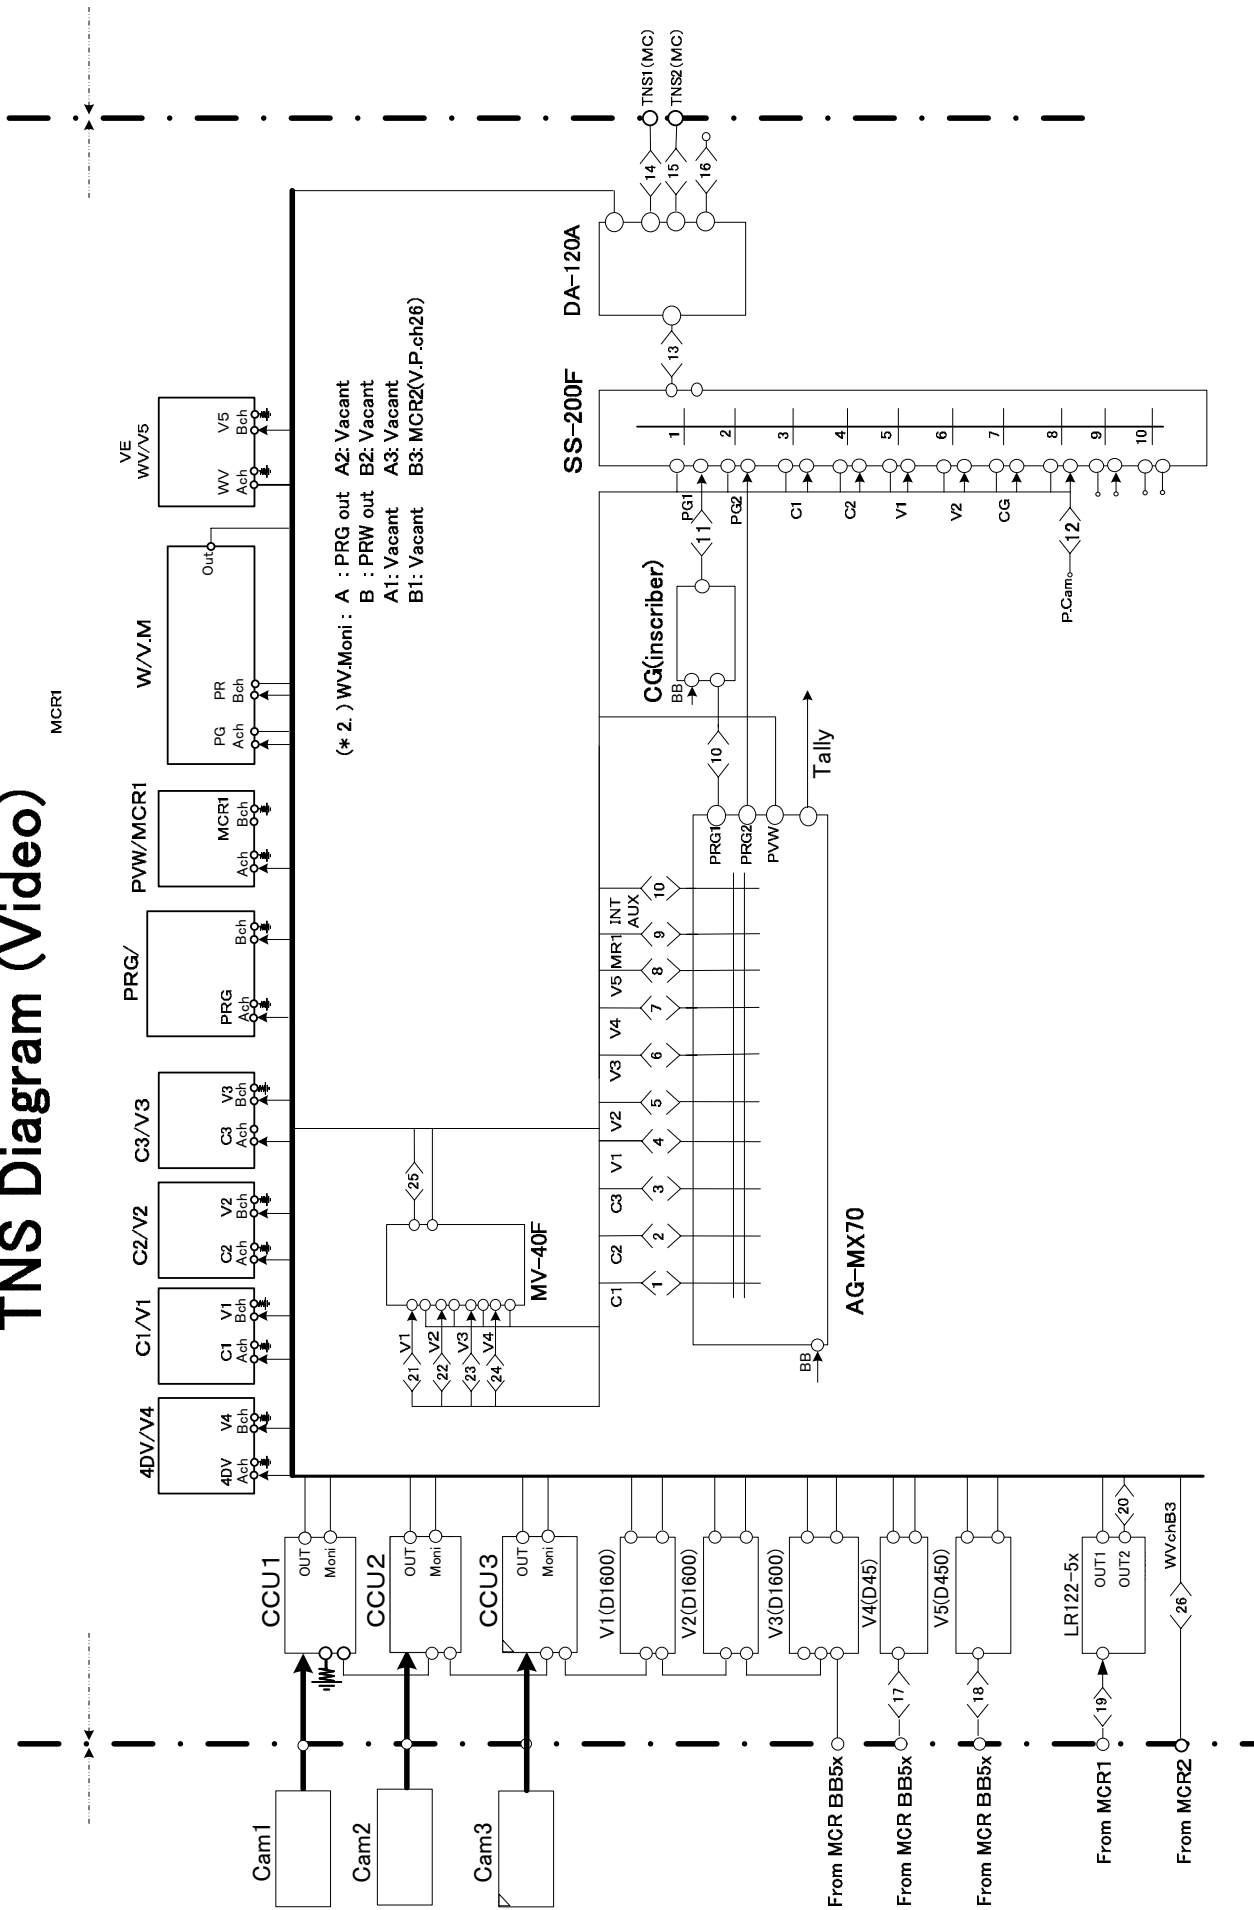 TNS Diagram (Video)
MCR1
4DV/V4
4DV
Ach
V4
Bch
C1/V1
C1
Ach
V1
Bch
C2/V2
C2
Ach
V2
Bch
C3/V3
C3
Ach
V3
Bch
PRG/
PRG
Ach
Bch
PVW/MCR1
Ach
MCR1
Bch
W/V.M
PG
Ach
PR
Bch
Out
VE
WV/V5
WV
Ach
V5
Bch
(* 2. ) WV.Moni : A : PRG out A2: Vacant
B : PRW out B2: Vacant
A1: Vacant A3: Vacant
B1: Vacant B3: MCR2(V.P.ch26)
Cam1
Cam2
Cam3
CCU1
OUT
Moni
CCU2
OUT
Moni
CCU3
OUT
Moni
V1(D1600)
V2(D1600)
V3(D1600)
V4(D45)
V5(D450)
LR122-5x
OUT1
OUT2
20
WVchB3
26
17
18
19
From MCR BB5x
From MCR BB5x
From MCR BB5x
From MCR1
From MCR2
MV-40F
V1
V2
V3
V4
21
22
23
24
25
C1
C2
C3
V1
V2
V3
V4
V5
MR1
INT
AUX
1
2
3
4
5
6
7
8
9
10
AG-MX70
BB
PRG1
PRG2
PVW
Tally
10
CG(inscriber)
BB
11
PG1
PG2
C1
C2
V1
V2
CG
12
P.Cam
SS-200F
1
2
3
4
5
6
7
8
9
10
13
DA-120A
14
15
16
TNS1(MC)
TNS2(MC)